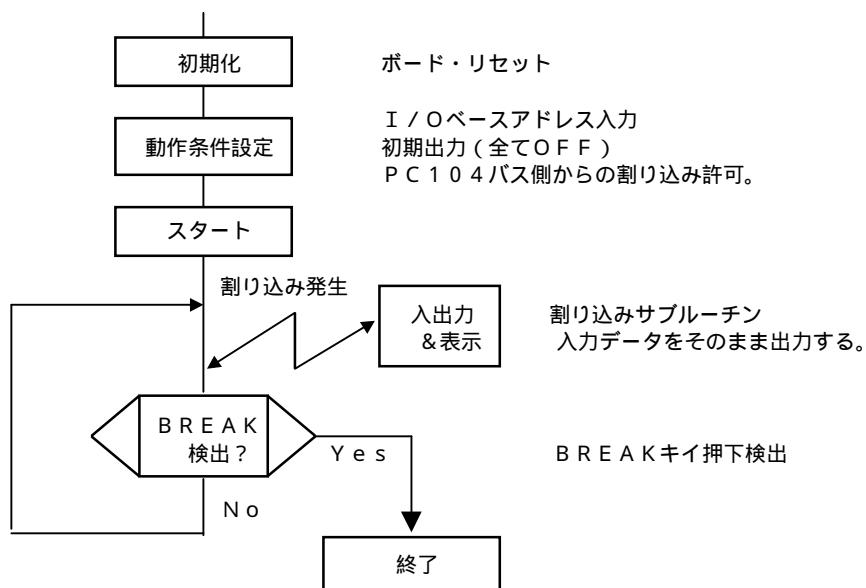 初期化
ボード・リセット
動作条件設定
Ｉ／Ｏベースアドレス入力
初期出力（全てＯＦＦ）
ＰＣ１０４バス側からの割り込み許可。
スタート
割り込み発生
入出力
＆表示
割り込みサブルーチン
入力データをそのまま出力する。
ＢＲＥＡＫ
検出？
Ｙｅｓ
ＢＲＥＡＫキイ押下検出
Ｎｏ
終了